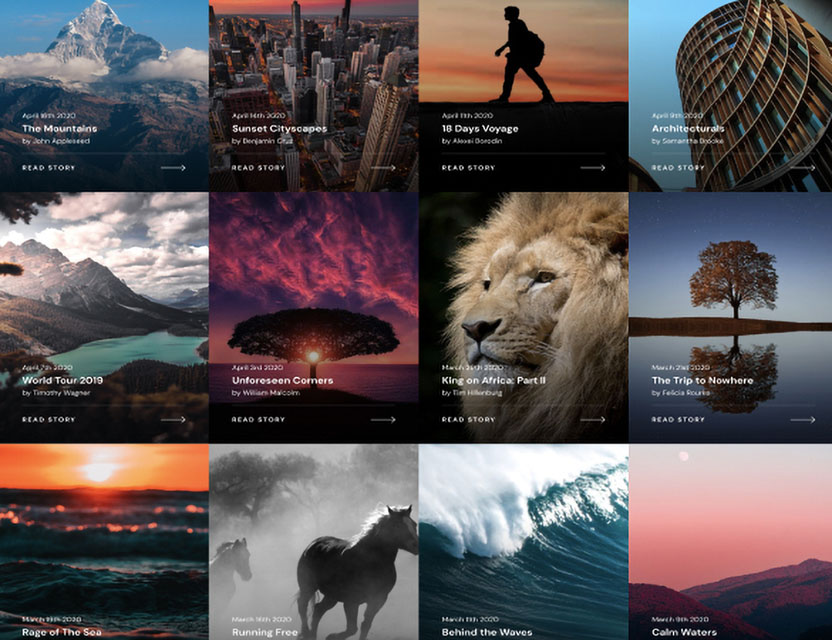 April 16th 2020
The Mountains
by John Appleseed
READ STORY
April 14th 2020
Sunset Cityscapes
by Benjamin Cruz
READ STORY
April 11th 2020
18 Days Voyage
by Alexei Borodin
READ STORY
April 9th 2020
Architecturals
by Samantha Brooke
READ STORY
April 7th 2020
World Tour 2019
by Timothy Wagner
READ STORY
April 3rd 2020
Unforeseen Corners
by William Malcolm
READ STORY
March 2020
King on Africa: Part II
by Tim Hillenburg
READ STORY
March 21st 2020
The Trip to Nowhere
by Felicia Rourke
READ STORY
March 2020
Rage of The Sea
March 16th 2020
Running Free
March 11th 2020
Behind the Waves
March 9th 2020
Calm Waters